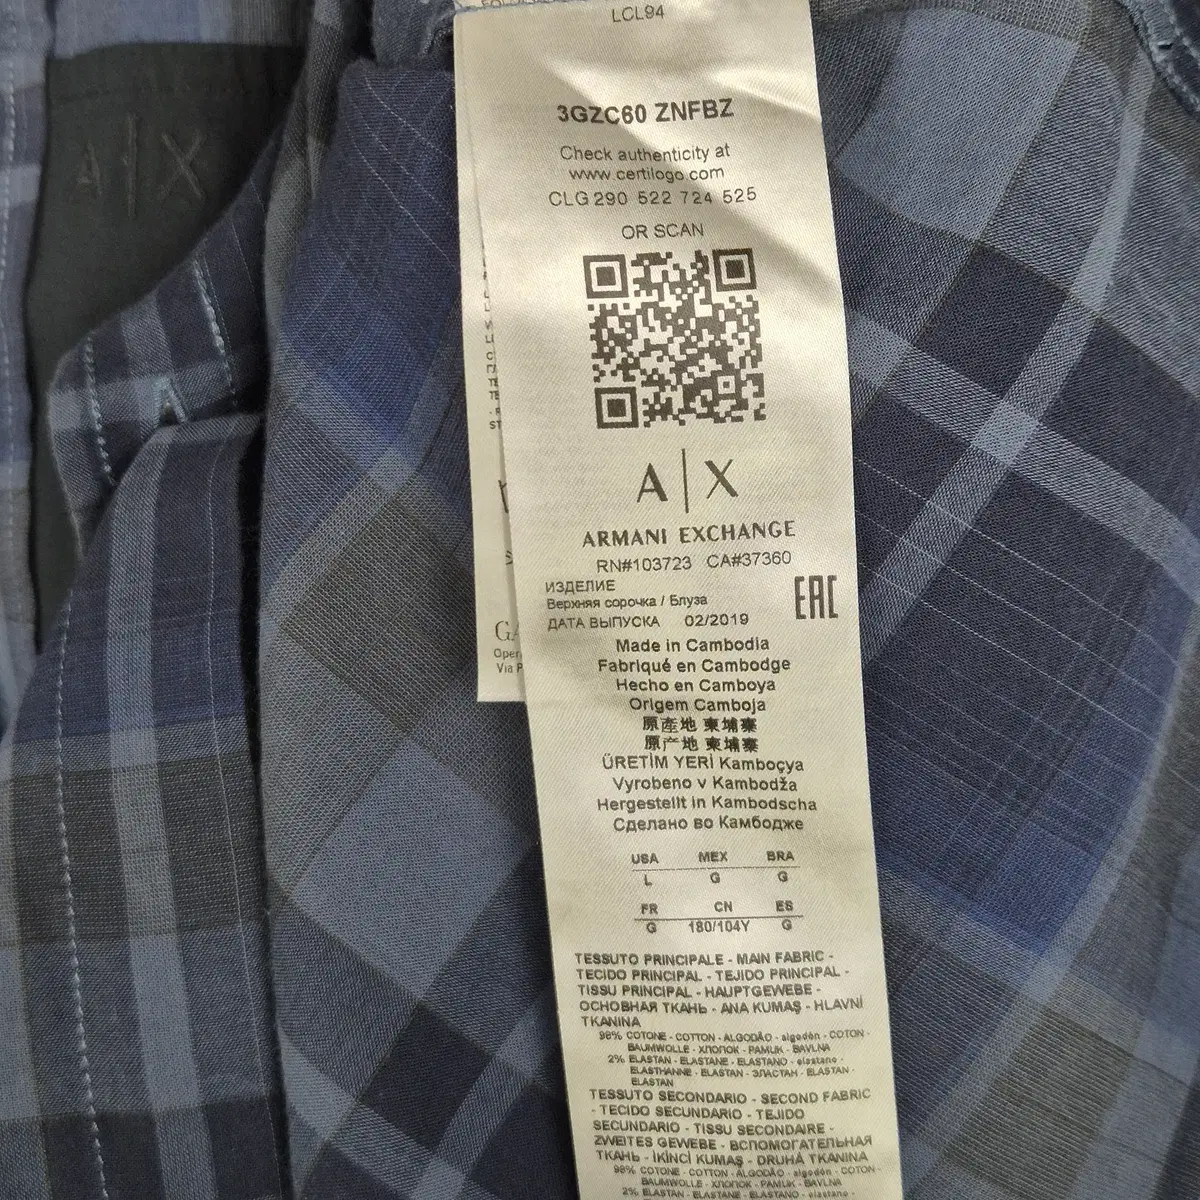 LCL94
3GZC60 ZNFBZ
Check authenticity at
www.certilogo.com
CLG 290 522 724 525
OR SCAN
A|X
A|X
ARMANI EXCHANGE
RN#103723 CA#37360
ИЗДЕЛИЕ
Верхняя сорочка / Блуза
ДАТА ВЫПУСКА 02/2019
EAC
Made in Cambodia
Fabriqué en Cambodge
Hecho en Camboya
Origem Camboja
原產地 柬埔寨
原产地 柬埔寨
ÜRETİM YERİ Kamboçya
Vyrobeno v Kambodža
Hergestellt in Kambodscha
Сделано во Камбодже
USA MEX BRA
L G G
FR CN ES
G 180/104Y G
TESSUTO PRINCIPALE - MAIN FABRIC -
TECIDO PRINCIPAL - TEJIDO PRINCIPAL -
TISSU PRINCIPAL - HAUPTGEWEBE -
ОСНОВНАЯ ТКАНЬ - ANA KUMAŞ - HLAVNÍ
TKANINA
98% COTONE - COTTON - ALGODÃO - algodón - COTON -
BAUMWOLLE - ХЛОПОК - PAMUK - BAVLNA
2% ELASTAN - ELASTANE - ELASTANO - elastano -
ELASTHANNE - ELASTAN - ЭЛАСТАН - ELASTAN -
ELASTAN
TESSUTO SECONDARIO - SECOND FABRIC
- TECIDO SECUNDARIO - TEJIDO
SECUNDARIO - TISSU SECONDAIRE -
ZWEITES GEWEBE - ВСПОМОГАТЕЛЬНАЯ
ТКАНЬ - İKİNCİ KUMAŞ - DRUHÁ TKANINA
98% COTONE - COTTON - ALGODÃO - algodón - COTON -
BAUMWOLLE - ХЛОПОК - PAMUK - BAVLNA
2% ELASTAN - ELASTANE - ELASTANO - elastano -